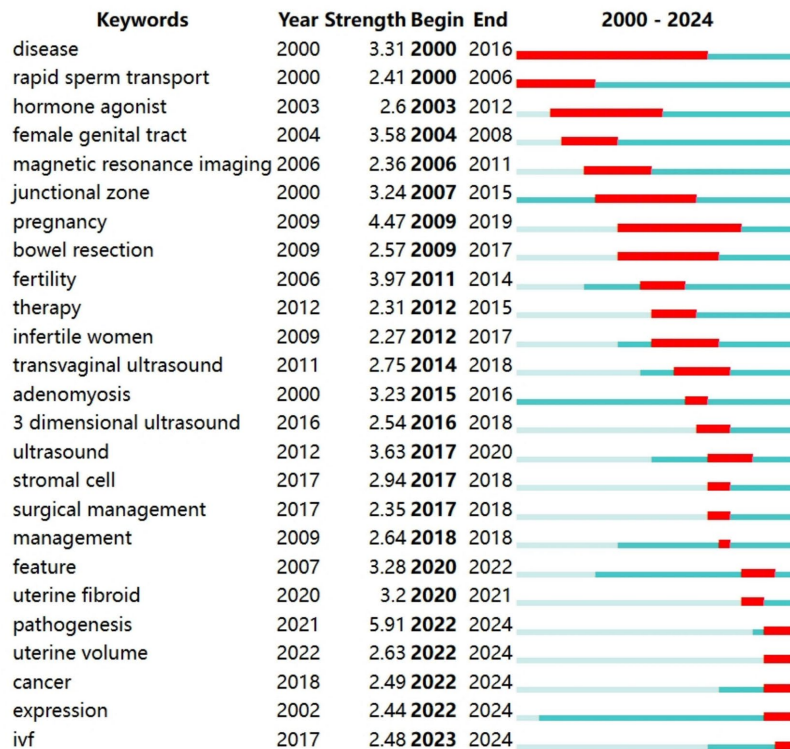 Keywords Year Strength Begin End 2000 - 2024
disease 2000 3.31 2000 2016
rapid sperm transport 2000 2.41 2000 2006
hormone agonist 2003 2.6 2003 2012
female genital tract 2004 3.58 2004 2008
magnetic resonance imaging 2006 2.36 2006 2011
junctional zone 2000 3.24 2007 2015
pregnancy 2009 4.47 2009 2019
bowel resection 2009 2.57 2009 2017
fertility 2006 3.97 2011 2014
therapy 2012 2.31 2012 2015
infertile women 2009 2.27 2012 2017
transvaginal ultrasound 2011 2.75 2014 2018
adenomyosis 2000 3.23 2015 2016
3 dimensional ultrasound 2016 2.54 2016 2018
ultrasound 2012 3.63 2017 2020
stromal cell 2017 2.94 2017 2018
surgical management 2017 2.35 2017 2018
management 2009 2.64 2018 2018
feature 2007 3.28 2020 2022
uterine fibroid 2020 3.2 2020 2021
pathogenesis 2021 5.91 2022 2024
uterine volume 2022 2.63 2022 2024
cancer 2018 2.49 2022 2024
expression 2002 2.44 2022 2024
ivf 2017 2.48 2023 2024